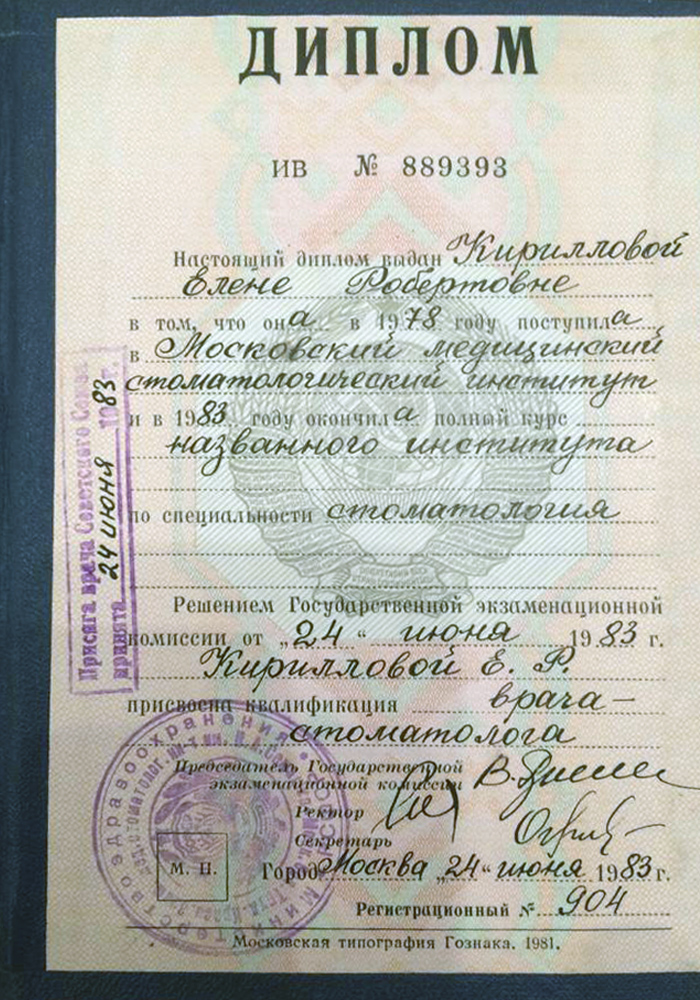 ДИПЛОМ
ИВ № 889393
Настоящий диплом выдан Кирилловой
Елене Робертовне
в том, что она в 1978 году поступила
в Московский медицинский
стоматологический институт
и в 1983 году окончила полный курс
названного института
по специальности стоматология
Решением Государственной экзаменационной
комиссии от „24“ июня 1983 г.
Кирилловой Е. Р.
присвоена квалификация врача-
стоматолога
Председатель Государственной
экзаменационной комиссии
Ректор
Секретарь
М. П.
Город Москва „24“ июня 1983 г.
Регистрационный № 904
Московская типография Гознака. 1981.
Присяга врача Советского Союза
принята 24 июня 1983 г.
Министерство здравоохранения